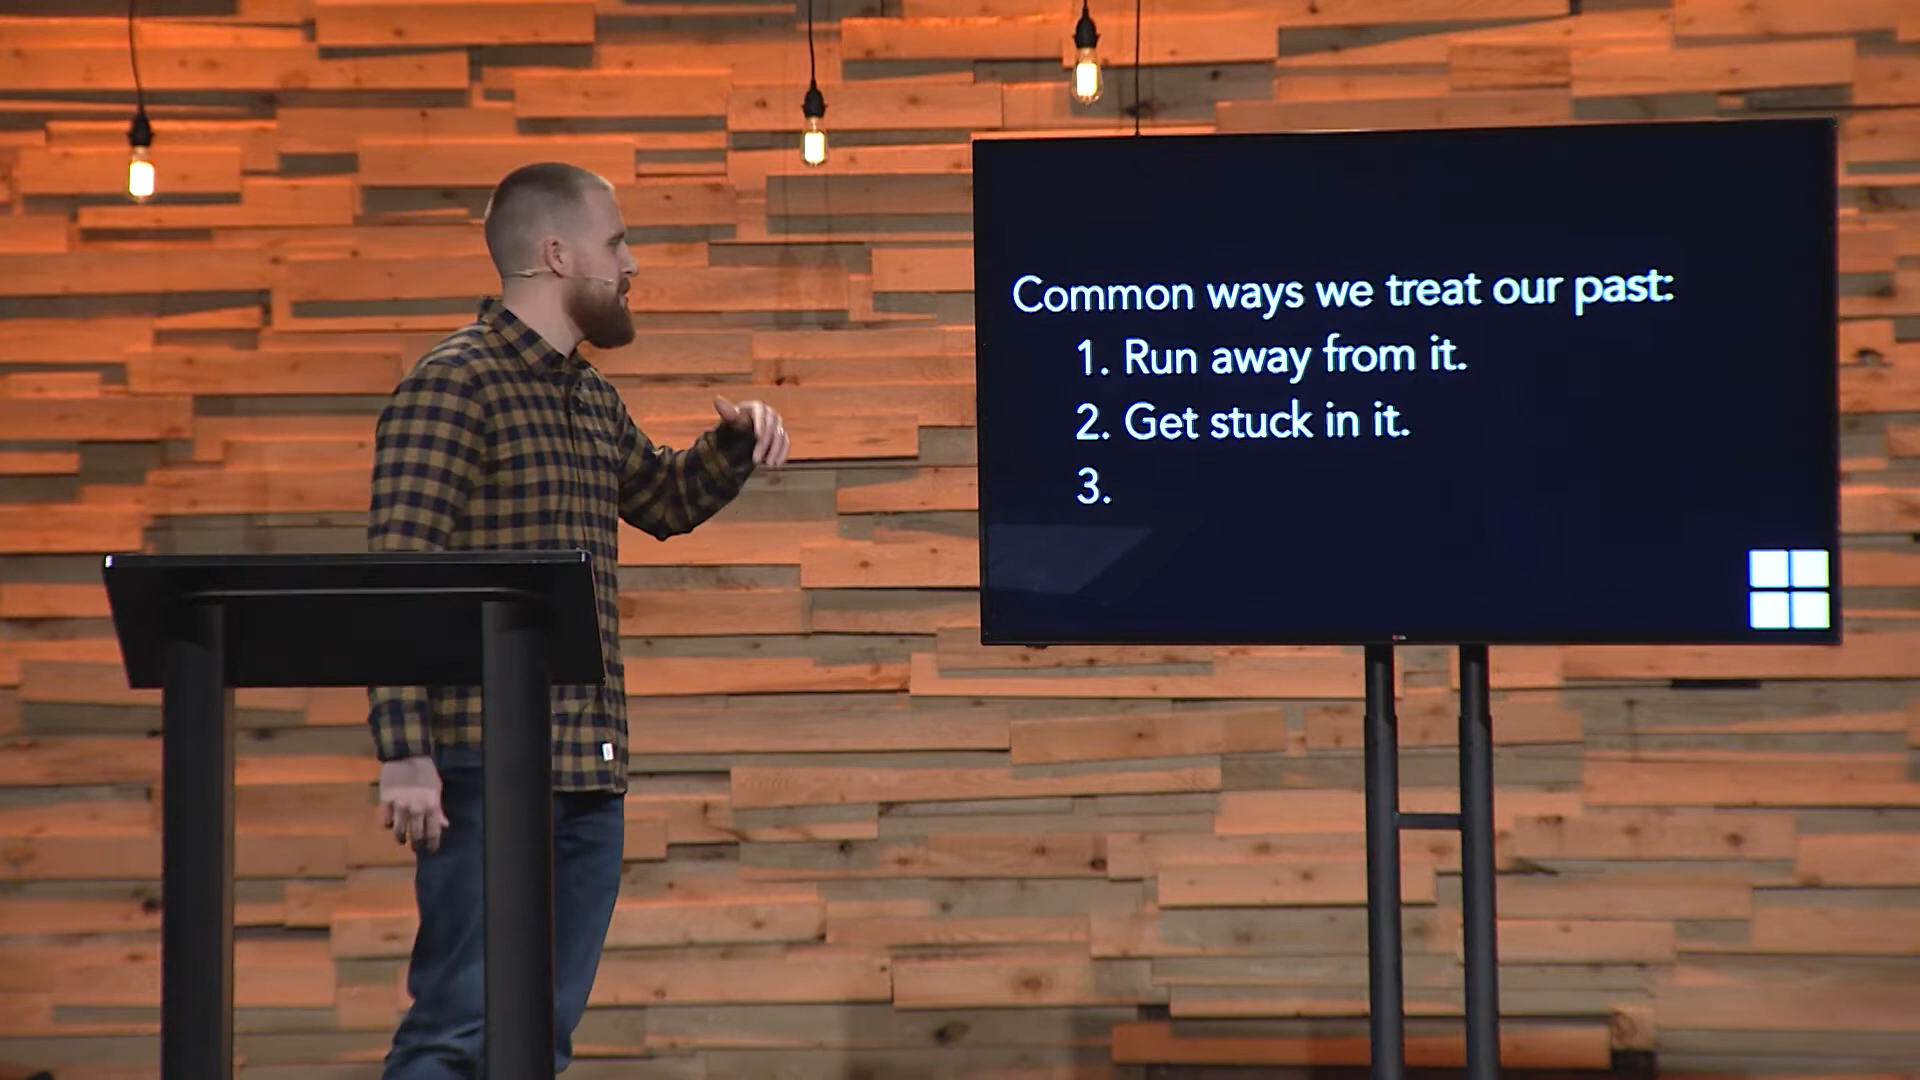 Common ways we treat our past:
1. Run away from it.
2. Get stuck in it.
3.